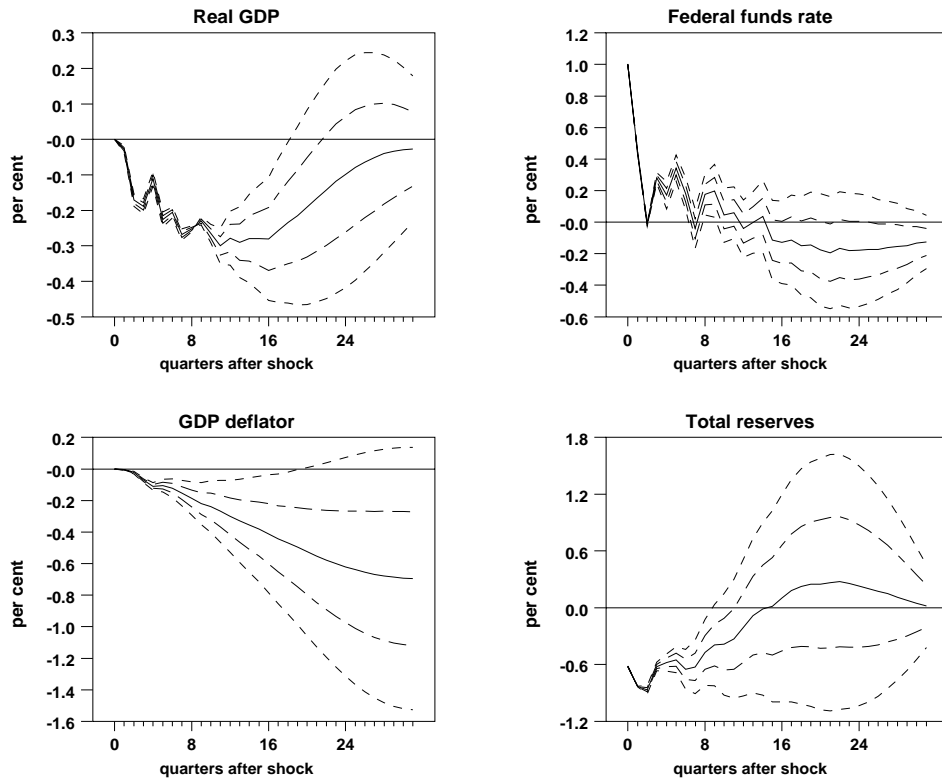 Real GDP
0.3
0.2
0.1
-0.0
-0.1
-0.2
-0.3
-0.4
-0.5
per cent
0 8 16 24
quarters after shock
Federal funds rate
1.2
1.0
0.8
0.6
0.4
0.2
-0.0
-0.2
-0.4
-0.6
per cent
0 8 16 24
quarters after shock
GDP deflator
0.2
-0.0
-0.2
-0.4
-0.6
-0.8
-1.0
-1.2
-1.4
-1.6
per cent
0 8 16 24
quarters after shock
Total reserves
1.8
1.2
0.6
0.0
-0.6
-1.2
per cent
0 8 16 24
quarters after shock